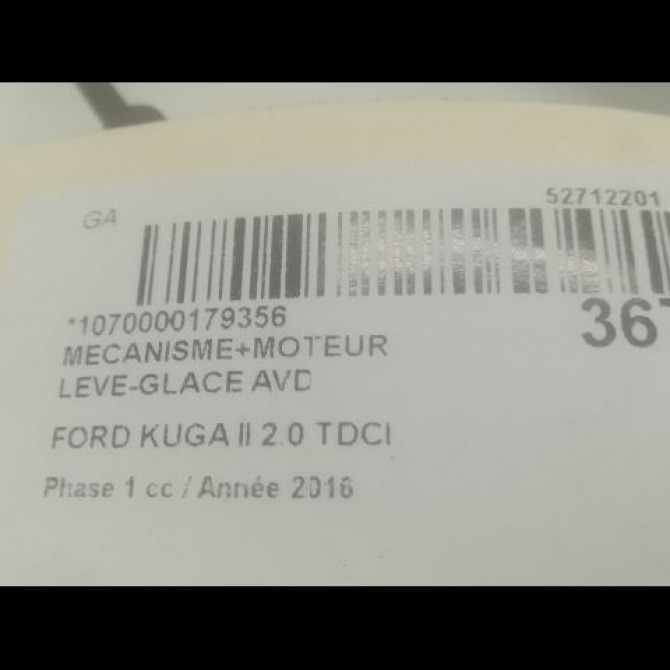 GA
52712201
*1070000179356
367
MECANISME+MOTEUR
LEVE-GLACE AVD
FORD KUGA II 2.0 TDCI
Phase 1 cc / Année 2016